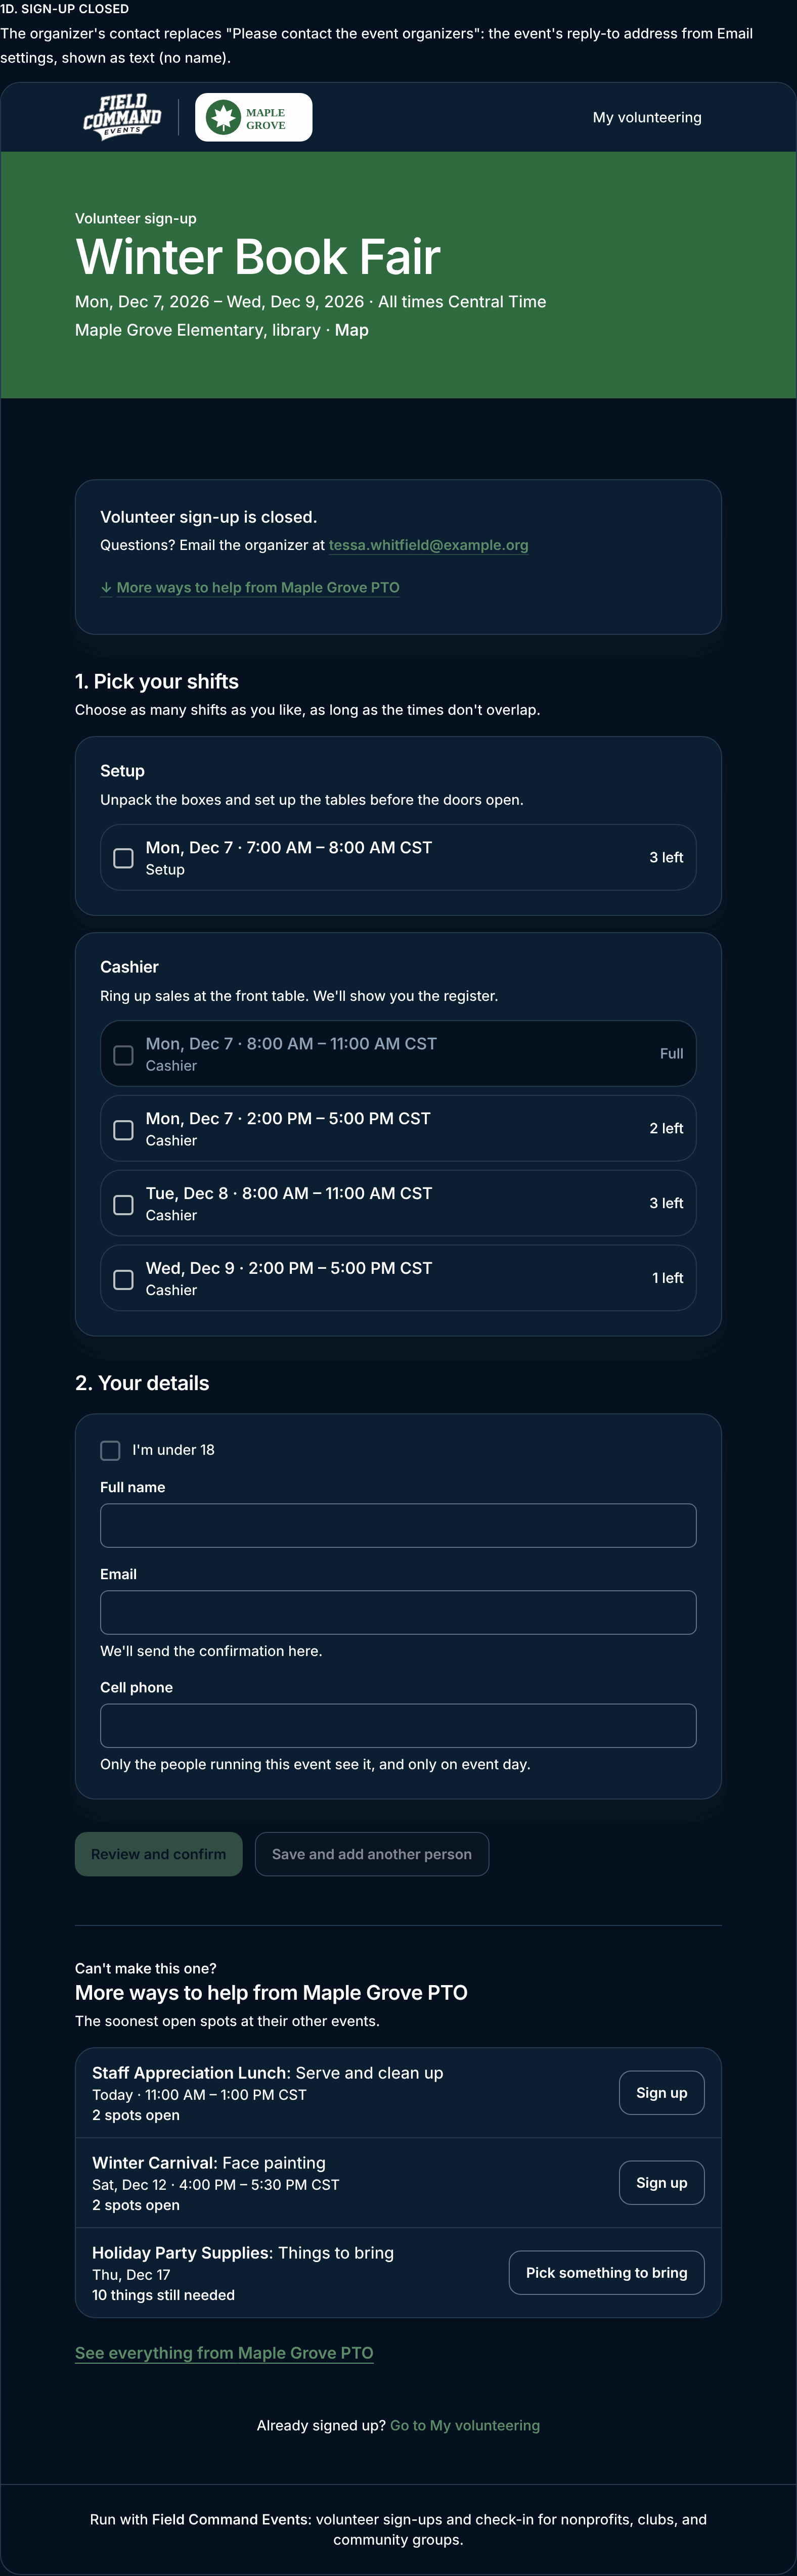 1D. SIGN-UP CLOSED
The organizer's contact replaces "Please contact the event organizers": the event's reply-to address from Email
settings, shown as text (no name).
FIELD
COMMAND
EVENTS
MAPLE
GROVE
My volunteering
Volunteer sign-up
Winter Book Fair
Mon, Dec 7, 2026 – Wed, Dec 9, 2026 · All times Central Time
Maple Grove Elementary, library · Map
Volunteer sign-up is closed.
Questions? Email the organizer at tessa.whitfield@example.org
↓ More ways to help from Maple Grove PTO
1. Pick your shifts
Choose as many shifts as you like, as long as the times don't overlap.
Setup
Unpack the boxes and set up the tables before the doors open.
Mon, Dec 7 · 7:00 AM – 8:00 AM CST
Setup
3 left
Cashier
Ring up sales at the front table. We'll show you the register.
Mon, Dec 7 · 8:00 AM – 11:00 AM CST
Cashier
Full
Mon, Dec 7 · 2:00 PM – 5:00 PM CST
Cashier
2 left
Tue, Dec 8 · 8:00 AM – 11:00 AM CST
Cashier
3 left
Wed, Dec 9 · 2:00 PM – 5:00 PM CST
Cashier
1 left
2. Your details
I'm under 18
Full name
Email
We'll send the confirmation here.
Cell phone
Only the people running this event see it, and only on event day.
Review and confirm
Save and add another person
Can't make this one?
More ways to help from Maple Grove PTO
The soonest open spots at their other events.
Staff Appreciation Lunch: Serve and clean up
Today · 11:00 AM – 1:00 PM CST
2 spots open
Sign up
Winter Carnival: Face painting
Sat, Dec 12 · 4:00 PM – 5:30 PM CST
2 spots open
Sign up
Holiday Party Supplies: Things to bring
Thu, Dec 17
10 things still needed
Pick something to bring
See everything from Maple Grove PTO
Already signed up? Go to My volunteering
Run with Field Command Events: volunteer sign-ups and check-in for nonprofits, clubs, and
community groups.